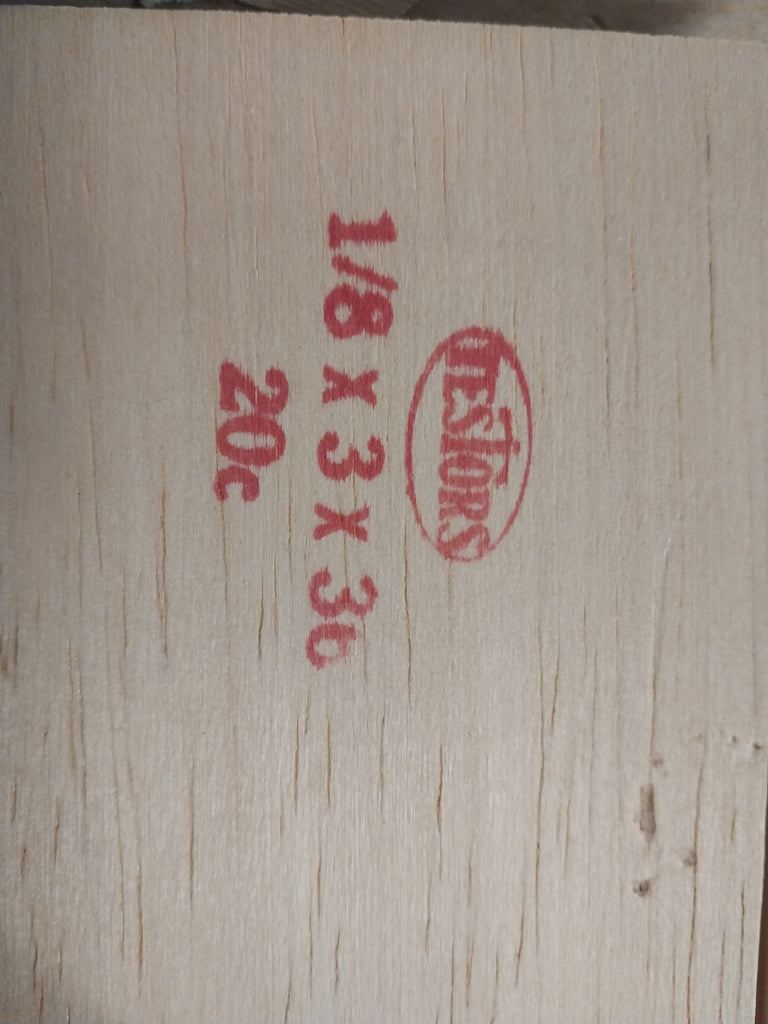 TESTORS
1/8 x 3 x 36
20c